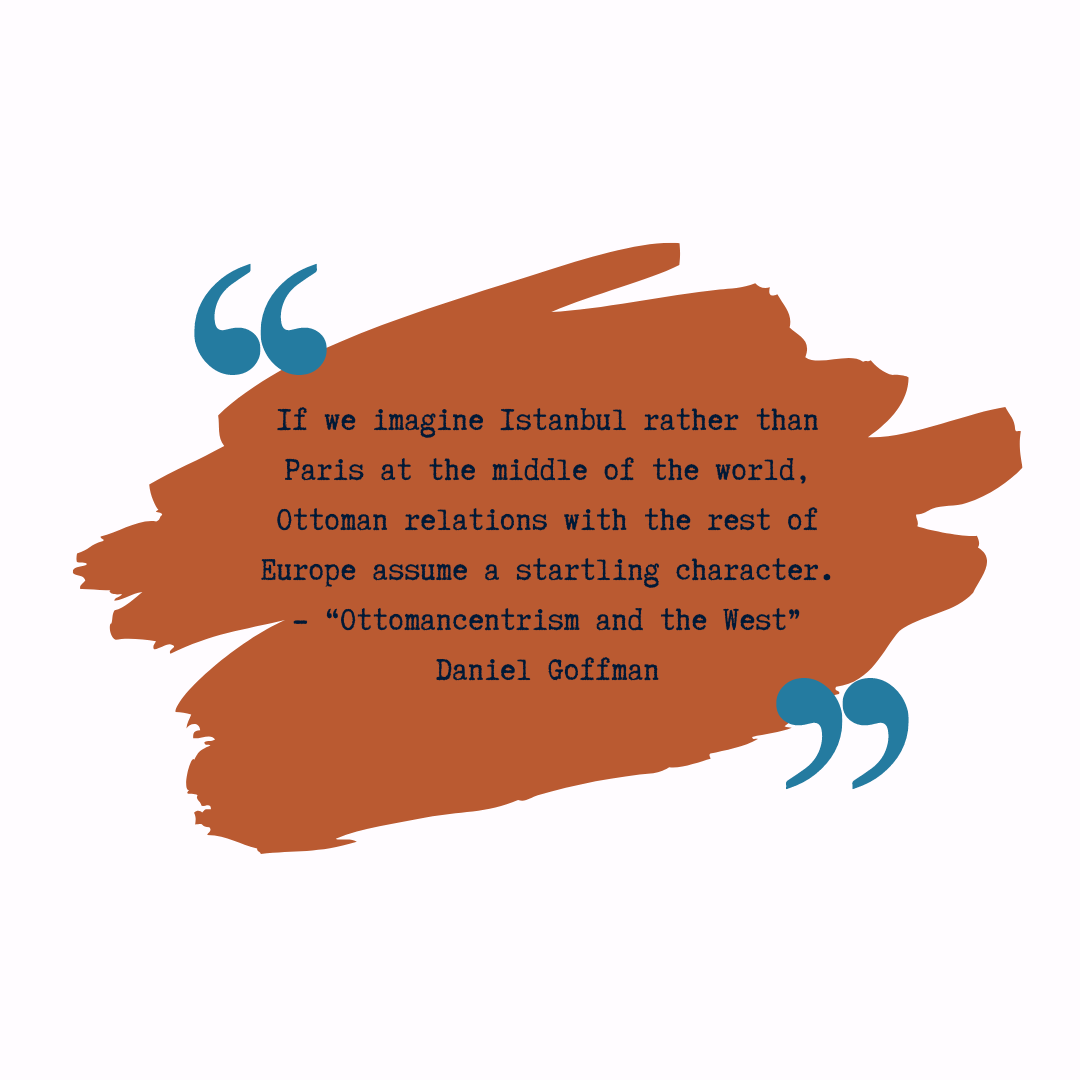 If we imagine Istanbul rather than
Paris at the middle of the world,
Ottoman relations with the rest of
Europe assume a startling character.
– “Ottomancentrism and the West”
Daniel Goffman